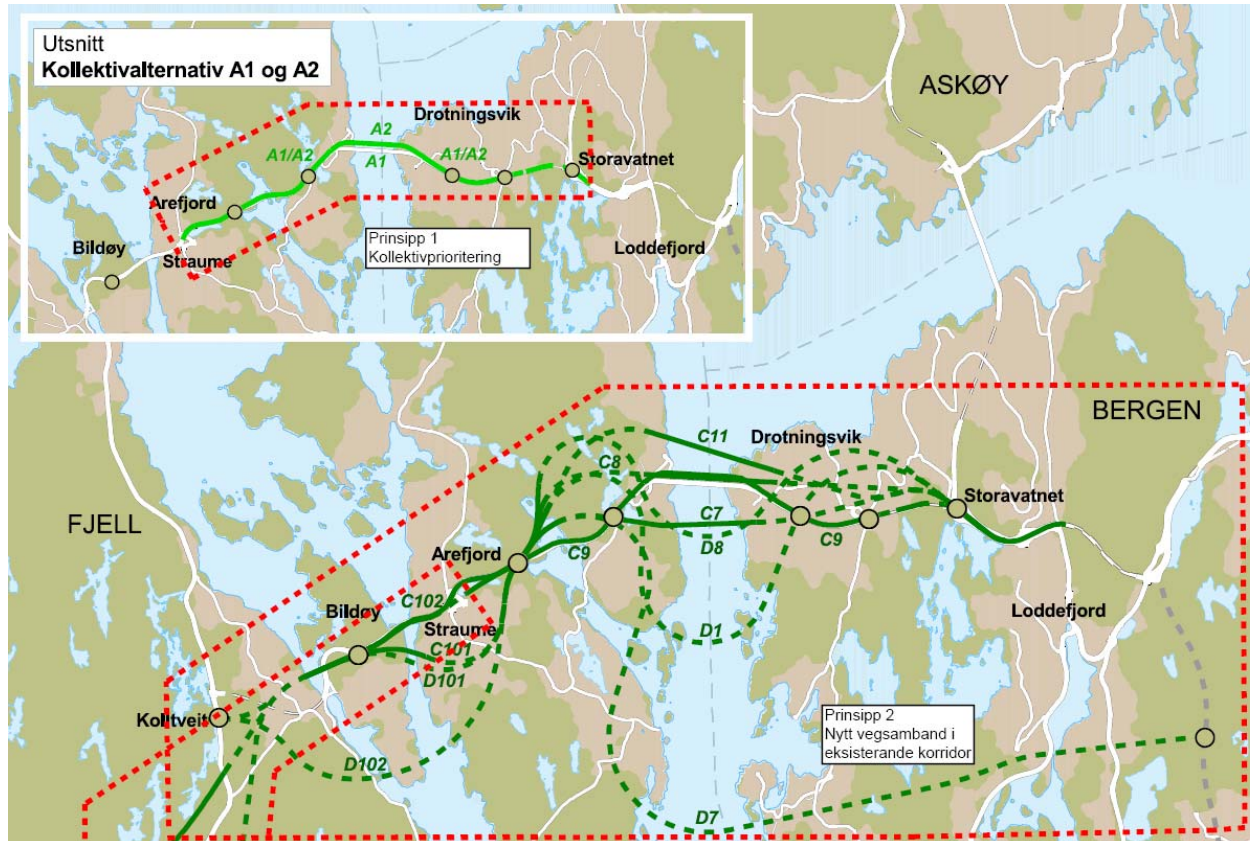 Utsnitt
Kollektivalternativ A1 og A2
ASKØY
Drotningsvik
A2
A1/A2
A1
A1/A2
Storavatnet
Arefjord
Prinsipp 1
Kollektivprioritering
Bildøy
Straume
Loddefjord
BERGEN
C11
Drotningsvik
C8
Storavatnet
FJELL
C7
D8
C9
C9
Arefjord
Bildøy
C102
Straume
Loddefjord
D1
C101
D101
Koltveit
Prinsipp 2
Nytt vegsamband i
eksisterande korridor
D102
D7